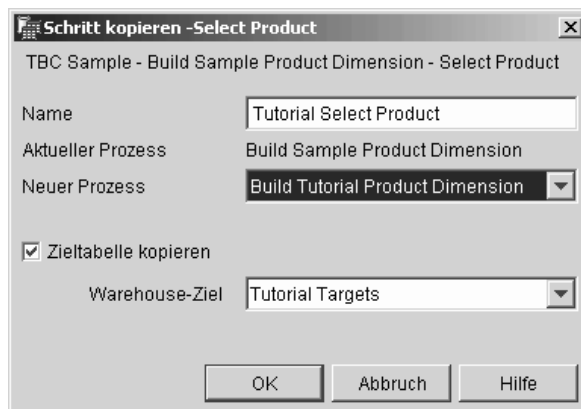 Schritt kopieren -Select Product
TBC Sample - Build Sample Product Dimension - Select Product
Name Tutorial Select Product
Aktueller Prozess Build Sample Product Dimension
Neuer Prozess Build Tutorial Product Dimension
Zieltabelle kopieren
Warehouse-Ziel Tutorial Targets
OK Abbruch Hilfe